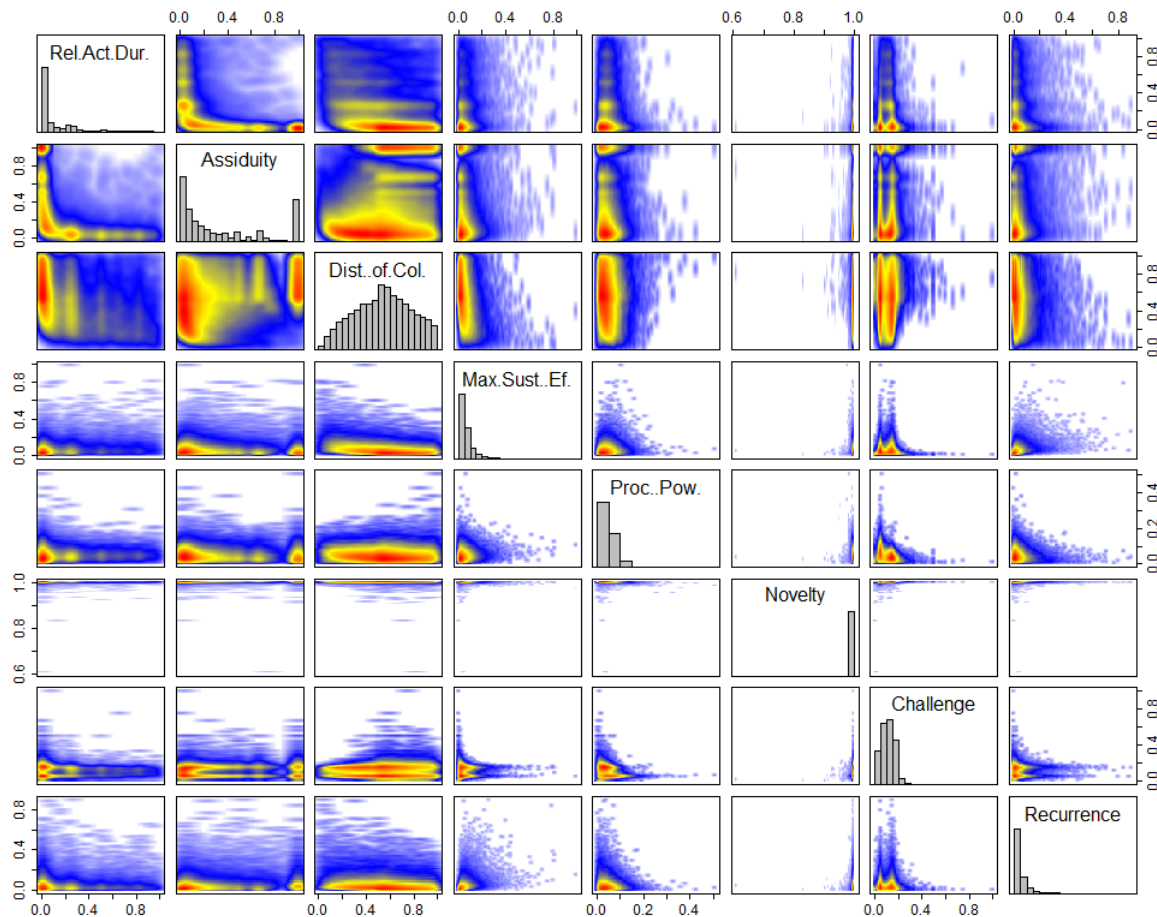 0.0 0.4 0.8 0.0 0.4 0.8 0.6 1.0 0.0 0.4 0.8
Rel.Act.Dur. 0.0 0.4 0.8
0.0 0.4 0.8 Assiduity
Dist..of.Col. 0.0 0.4 0.8
0.0 0.4 0.8 Max.Sust..Ef.
Proc..Pow. 0.0 0.2 0.4
0.6 0.8 1.0 Novelty
Challenge 0.0 0.4 0.8
0.0 0.4 0.8 Recurrence
0.0 0.4 0.8 0.0 0.4 0.8 0.0 0.2 0.4 0.0 0.4 0.8